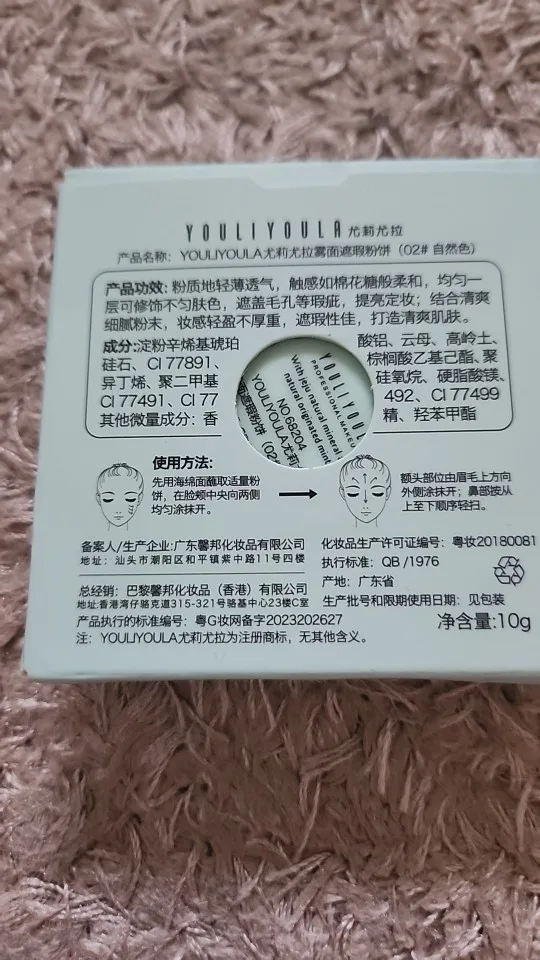 YOULIYOULA 尤莉尤拉
产品名称: YOULIYOULA尤莉尤拉雾面遮瑕粉饼（02# 自然色）
产品功效: 粉质地轻薄透气，触感如棉花糖般柔和，均匀一
层可修饰不匀肤色，遮盖毛孔等瑕疵，提亮定妆；结合清爽
细腻粉末，妆感轻盈不厚重，遮瑕性佳，打造清爽肌肤。
成分: 淀粉辛烯基琥珀
酸铝、云母、高岭土、
硅石、CI 77891、
棕榈酸乙基己酯、聚
异丁烯、聚二甲基
硅氧烷、硬脂酸镁、
CI 77491、CI 77
492、CI 77499
其他微量成分：香
精、羟苯甲酯
YOULIYOU
PROFESSIONAL MAKEU
With jeju natural mineral
natural originated min
NO 68204
YOULIYOULA尤莉
遮瑕粉饼（02
使用方法:
先用海绵面蘸取适量粉
饼，在脸颊中央向两侧
均匀涂抹开。
额头部位由眉毛上方向
外侧涂抹开；鼻部按从
上至下顺序轻扫。
备案人/生产企业:广东馨邦化妆品有限公司
地址：汕头市潮阳区和平镇紫中路11号四楼
总经销：巴黎馨邦化妆品（香港）有限公司
地址:香港湾仔骆克道315-321号骆基中心23楼C室
产品执行的标准编号：粤G妆网备字2023202627
注：YOULIYOULA尤莉尤拉为注册商标，无其他含义。
化妆品生产许可证编号：粤妆20180081
执行标准：QB /1976
产地：广东省
生产批号和限期使用日期：见包装
净含量:10g